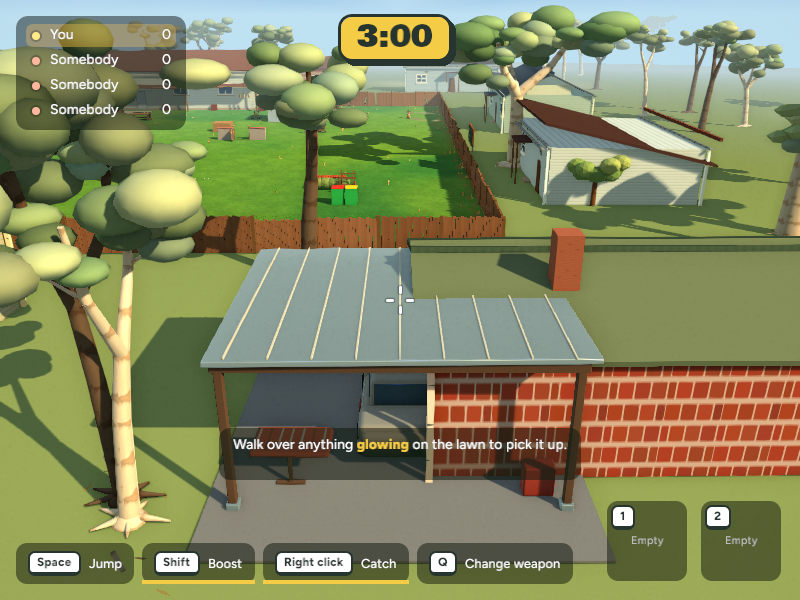 You 0
Somebody 0
Somebody 0
Somebody 0
3:00
Walk over anything glowing on the lawn to pick it up.
1
Empty
2
Empty
Space Jump
Shift Boost
Right click Catch
Q Change weapon